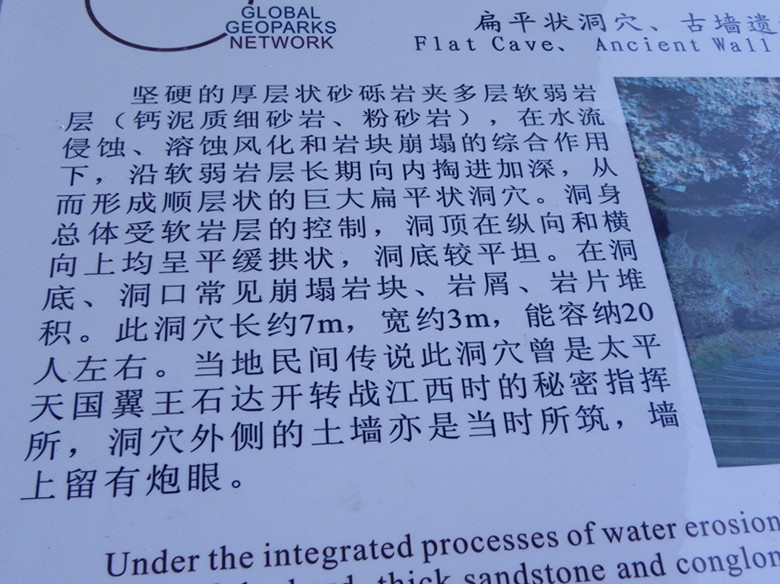 GLOBAL
GEOPARKS
NETWORK
扁平状洞穴、古墙遗
Flat Cave、Ancient Wall
坚硬的厚层状砂砾岩夹多层软弱岩
层（钙泥质细砂岩、粉砂岩），在水流
侵蚀、溶蚀风化和岩块崩塌的综合作用
下，沿软弱岩层长期向内掏进加深，从
而形成顺层状的巨大扁平状洞穴。洞身
总体受软岩层的控制，洞顶在纵向和横
向上均呈平缓拱状，洞底较平坦。在洞
底、洞口常见崩塌岩块、岩屑、岩片堆
积。此洞穴长约7m，宽约3m，能容纳20
人左右。当地民间传说此洞穴曾是太平
天国翼王石达开转战江西时的秘密指挥
所，洞穴外侧的土墙亦是当时所筑，墙
上留有炮眼。
Under the integrated processes of water erosion
thick sandstone and conglom